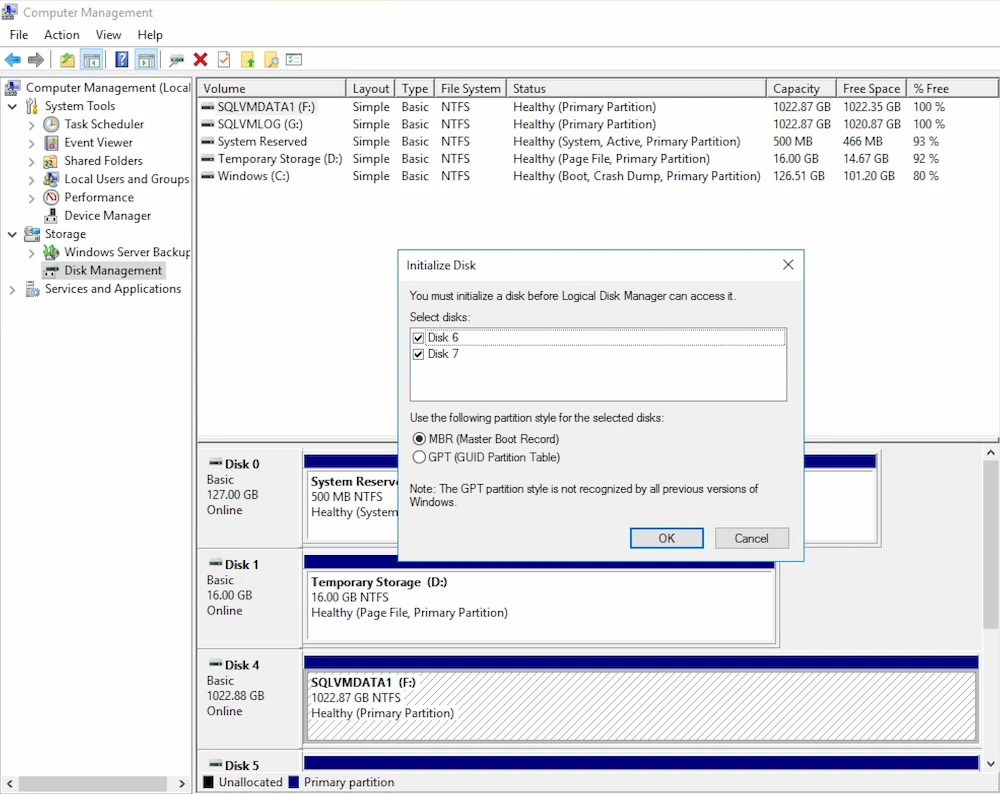 Computer Management
File Action View Help
Computer Management (Local
System Tools
Task Scheduler
Event Viewer
Shared Folders
Local Users and Groups
Performance
Device Manager
Storage
Windows Server Backup
Disk Management
Services and Applications
Volume Layout Type File System Status Capacity Free Space % Free
SQLVMDATA1 (F:) Simple Basic NTFS Healthy (Primary Partition) 1022.87 GB 1022.35 GB 100 %
SQLVMLOG (G:) Simple Basic NTFS Healthy (Primary Partition) 1022.87 GB 1020.87 GB 100 %
System Reserved Simple Basic NTFS Healthy (System, Active, Primary Partition) 500 MB 466 MB 93 %
Temporary Storage (D:) Simple Basic NTFS Healthy (Page File, Primary Partition) 16.00 GB 14.67 GB 92 %
Windows (C:) Simple Basic NTFS Healthy (Boot, Crash Dump, Primary Partition) 126.51 GB 101.20 GB 80 %
Initialize Disk
You must initialize a disk before Logical Disk Manager can access it.
Select disks:
Disk 6
Disk 7
Use the following partition style for the selected disks:
MBR (Master Boot Record)
GPT (GUID Partition Table)
Note: The GPT partition style is not recognized by all previous versions of
Windows.
OK Cancel
Disk 0
Basic
127.00 GB
Online
System Reserve
500 MB NTFS
Healthy (System
Disk 1
Basic
16.00 GB
Online
Temporary Storage (D:)
16.00 GB NTFS
Healthy (Page File, Primary Partition)
Disk 4
Basic
1022.88 GB
Online
SQLVMDATA1 (F:)
1022.87 GB NTFS
Healthy (Primary Partition)
Disk 5
Unallocated Primary partition